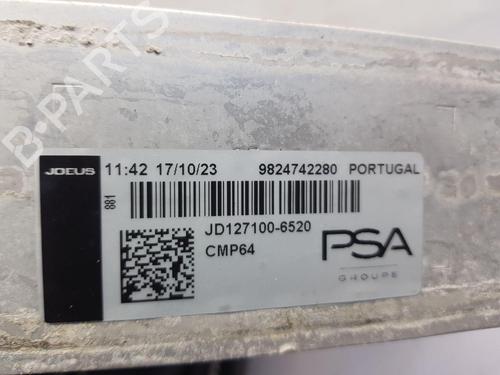 B-PARTS
JDEUS 11:42 17/10/23 9824742280 PORTUGAL
881
JD127100-6520
CMP64
PSA
GROUPE